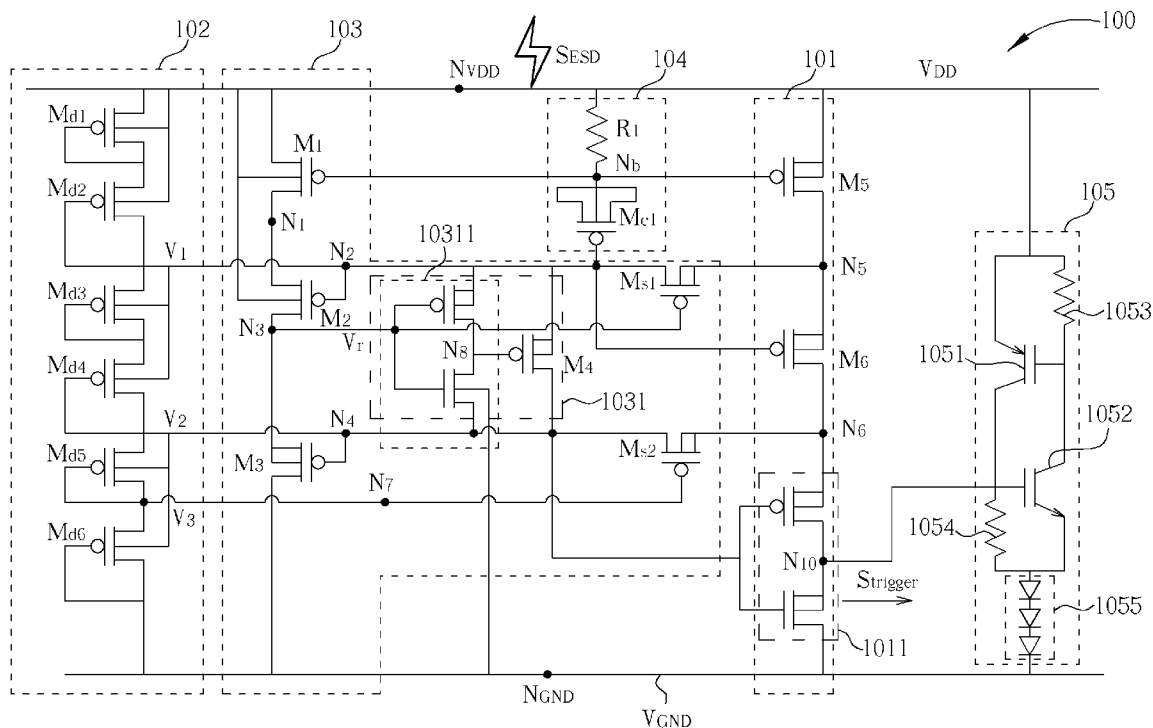 100
102
103
NVDD
SESD
104
101
VDD
Md1
M1
R1
Nb
M5
105
Md2
Mc1
N1
10311
V1
N2
N5
Ms1
Md3
M2
1053
N3
Vr
N8
M4
M6
1051
Md4
1031
1052
V2
N4
N6
Md5
M3
Ms2
N7
V3
1054
Md6
N10
Strigger
1055
1011
NGND
VGND